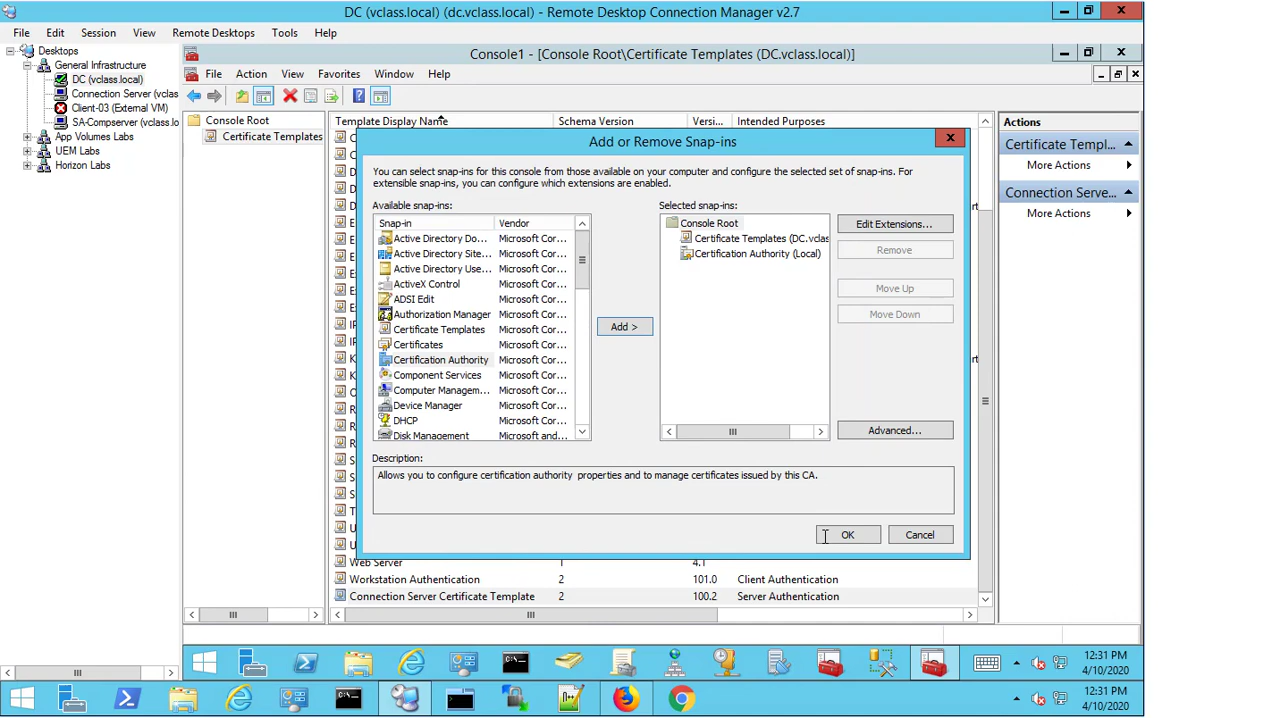 DC (vclass.local) (dc.vclass.local) - Remote Desktop Connection Manager v2.7
File Edit Session View Remote Desktops Tools Help
Desktops
General Infrastructure
DC (vclass.local)
Connection Server (vclass
Client-03 (External VM)
SA-Compserver (vclass.lo
App Volumes Labs
UEM Labs
Horizon Labs
Console1 - [Console Root\Certificate Templates (DC.vclass.local)]
File Action View Favorites Window Help
Console Root
Certificate Templates
Template Display Name Schema Version Versi... Intended Purposes
Add or Remove Snap-ins
You can select snap-ins for this console from those available on your computer and configure the selected set of snap-ins. For
extensible snap-ins, you can configure which extensions are enabled.
Available snap-ins:
Snap-in Vendor
Active Directory Do... Microsoft Cor...
Active Directory Site... Microsoft Cor...
Active Directory Use... Microsoft Cor...
ActiveX Control Microsoft Cor...
ADSI Edit Microsoft Cor...
Authorization Manager Microsoft Cor...
Certificate Templates Microsoft Cor...
Certificates Microsoft Cor...
Certification Authority Microsoft Cor...
Component Services Microsoft Cor...
Computer Managem... Microsoft Cor...
Device Manager Microsoft Cor...
DHCP Microsoft Cor...
Disk Management Microsoft and...
Add >
Selected snap-ins:
Console Root
Certificate Templates (DC.vclas
Certification Authority (Local)
Edit Extensions...
Remove
Move Up
Move Down
Advanced...
Description:
Allows you to configure certification authority properties and to manage certificates issued by this CA.
OK Cancel
Web Server 1 4.1
Workstation Authentication 2 101.0 Client Authentication
Connection Server Certificate Template 2 100.2 Server Authentication
Actions
Certificate Templ...
More Actions
Connection Serve...
More Actions
12:31 PM
4/10/2020
12:31 PM
4/10/2020